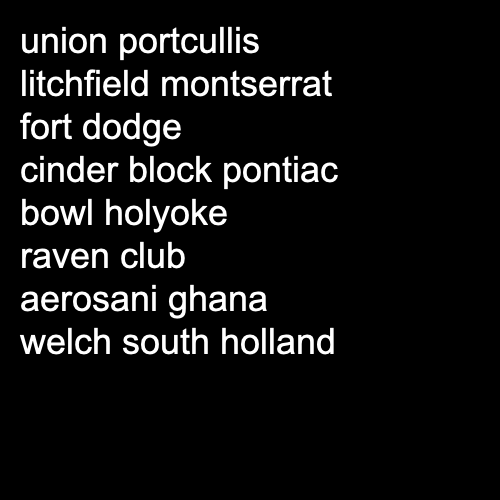 union portcullis
litchfield montserrat
fort dodge
cinder block pontiac
bowl holyoke
raven club
aerosani ghana
welch south holland